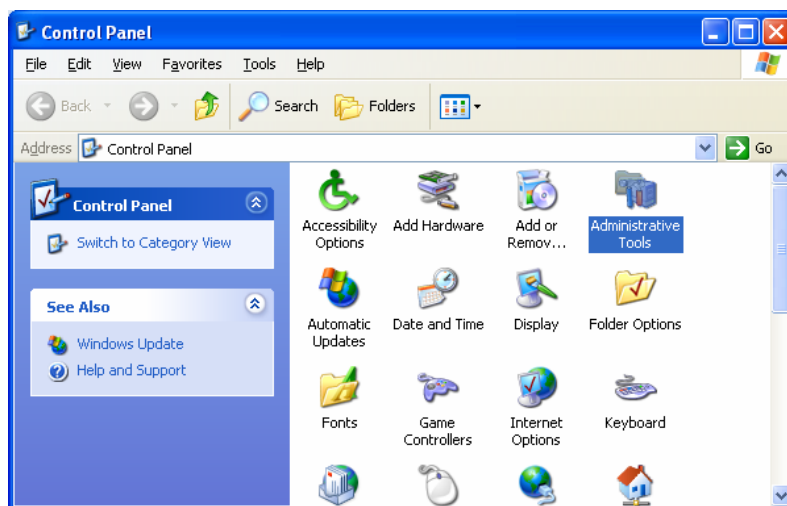 Control Panel
File Edit View Favorites Tools Help
Back Search Folders
Address Control Panel Go
Control Panel
Switch to Category View
See Also
Windows Update
Help and Support
Accessibility
Options
Add Hardware
Add or
Remov...
Administrative
Tools
Automatic
Updates
Date and Time
Display
Folder Options
Fonts
Game
Controllers
Internet
Options
Keyboard